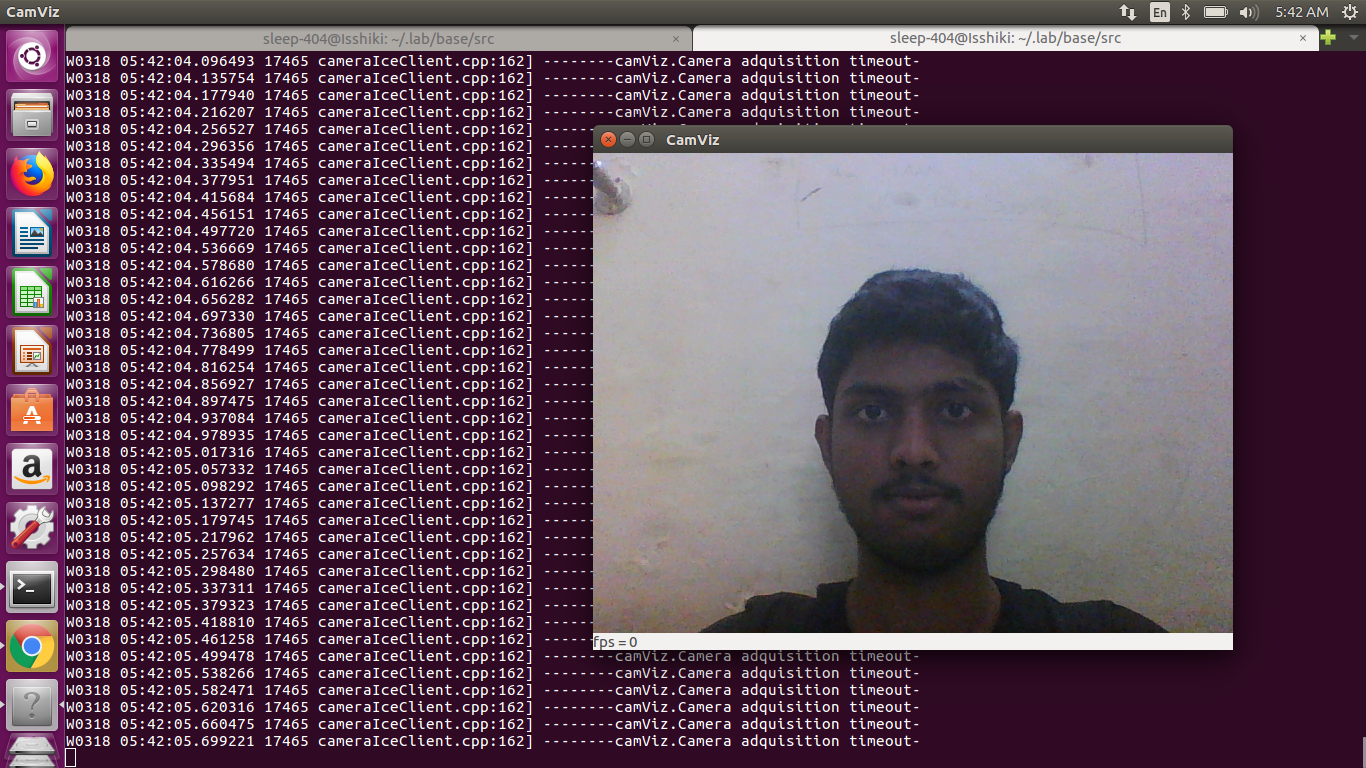 CamViz
En
5:42 AM
sleep-404@Isshiki: ~/.lab/base/src ×
sleep-404@Isshiki: ~/.lab/base/src ×
W0318 05:42:04.096493 17465 cameraIceClient.cpp:162] --------camViz.Camera adquisition timeout-
W0318 05:42:04.135754 17465 cameraIceClient.cpp:162] --------camViz.Camera adquisition timeout-
W0318 05:42:04.177940 17465 cameraIceClient.cpp:162] --------camViz.Camera adquisition timeout-
W0318 05:42:04.216207 17465 cameraIceClient.cpp:162] --------camViz.Camera adquisition timeout-
W0318 05:42:04.256527 17465 cameraIceClient.cpp:162] ------
W0318 05:42:04.296356 17465 cameraIceClient.cpp:162] ------
W0318 05:42:04.335494 17465 cameraIceClient.cpp:162] ------
W0318 05:42:04.377951 17465 cameraIceClient.cpp:162] ------
W0318 05:42:04.415684 17465 cameraIceClient.cpp:162] ------
W0318 05:42:04.456151 17465 cameraIceClient.cpp:162] ------
W0318 05:42:04.497720 17465 cameraIceClient.cpp:162] ------
W0318 05:42:04.536669 17465 cameraIceClient.cpp:162] ------
W0318 05:42:04.578680 17465 cameraIceClient.cpp:162] ------
W0318 05:42:04.616266 17465 cameraIceClient.cpp:162] ------
W0318 05:42:04.656282 17465 cameraIceClient.cpp:162] ------
W0318 05:42:04.697330 17465 cameraIceClient.cpp:162] ------
W0318 05:42:04.736805 17465 cameraIceClient.cpp:162] ------
W0318 05:42:04.778499 17465 cameraIceClient.cpp:162] ------
W0318 05:42:04.816254 17465 cameraIceClient.cpp:162] ------
W0318 05:42:04.856927 17465 cameraIceClient.cpp:162] ------
W0318 05:42:04.897475 17465 cameraIceClient.cpp:162] ------
W0318 05:42:04.937084 17465 cameraIceClient.cpp:162] ------
W0318 05:42:04.978935 17465 cameraIceClient.cpp:162] ------
W0318 05:42:05.017316 17465 cameraIceClient.cpp:162] ------
W0318 05:42:05.057332 17465 cameraIceClient.cpp:162] ------
W0318 05:42:05.098292 17465 cameraIceClient.cpp:162] ------
W0318 05:42:05.137277 17465 cameraIceClient.cpp:162] ------
W0318 05:42:05.179745 17465 cameraIceClient.cpp:162] ------
W0318 05:42:05.217962 17465 cameraIceClient.cpp:162] ------
W0318 05:42:05.257634 17465 cameraIceClient.cpp:162] ------
W0318 05:42:05.298480 17465 cameraIceClient.cpp:162] ------
W0318 05:42:05.337311 17465 cameraIceClient.cpp:162] ------
W0318 05:42:05.379323 17465 cameraIceClient.cpp:162] ------
W0318 05:42:05.418810 17465 cameraIceClient.cpp:162] ------
W0318 05:42:05.461258 17465 cameraIceClient.cpp:162] ------
W0318 05:42:05.499478 17465 cameraIceClient.cpp:162] --------camViz.Camera adquisition timeout-
W0318 05:42:05.538266 17465 cameraIceClient.cpp:162] --------camViz.Camera adquisition timeout-
W0318 05:42:05.582471 17465 cameraIceClient.cpp:162] --------camViz.Camera adquisition timeout-
W0318 05:42:05.620316 17465 cameraIceClient.cpp:162] --------camViz.Camera adquisition timeout-
W0318 05:42:05.660475 17465 cameraIceClient.cpp:162] --------camViz.Camera adquisition timeout-
W0318 05:42:05.699221 17465 cameraIceClient.cpp:162] --------camViz.Camera adquisition timeout-
CamViz
fps = 0